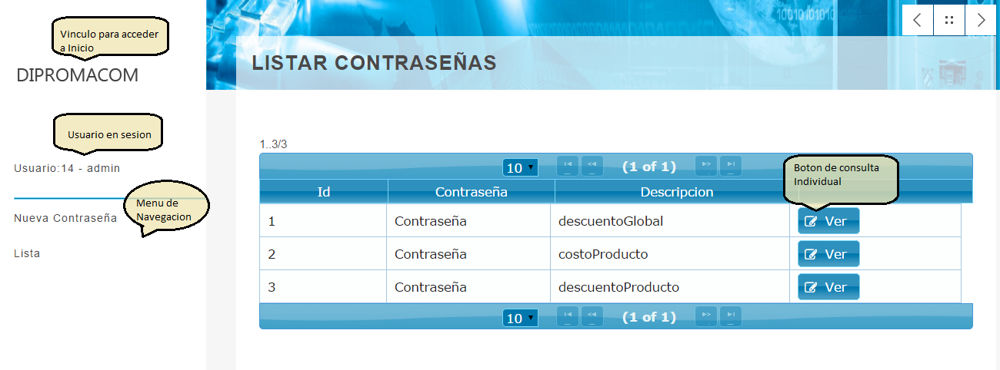 Vinculo para acceder
a Inicio
DIPROMACOM
Usuario en sesion
Usuario:14 - admin
Menu de
Navegacion
Nueva Contraseña
Lista
10010 101010
LISTAR CONTRASEÑAS
1..3/3
10 (1 of 1)
Boton de consulta
Individual
Id Contraseña Descripcion
1 Contraseña descuentoGlobal Ver
2 Contraseña costoProducto Ver
3 Contraseña descuentoProducto Ver
10 (1 of 1)